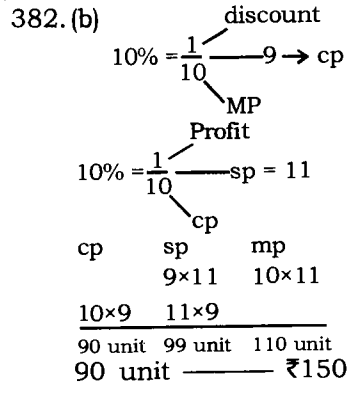 382. (b)
discount
10% = 1/10 — 9 → cp
MP
Profit
10% = 1/10 — sp = 11
cp
cp sp mp
9×11 10×11
10×9 11×9
90 unit 99 unit 110 unit
90 unit — ₹150